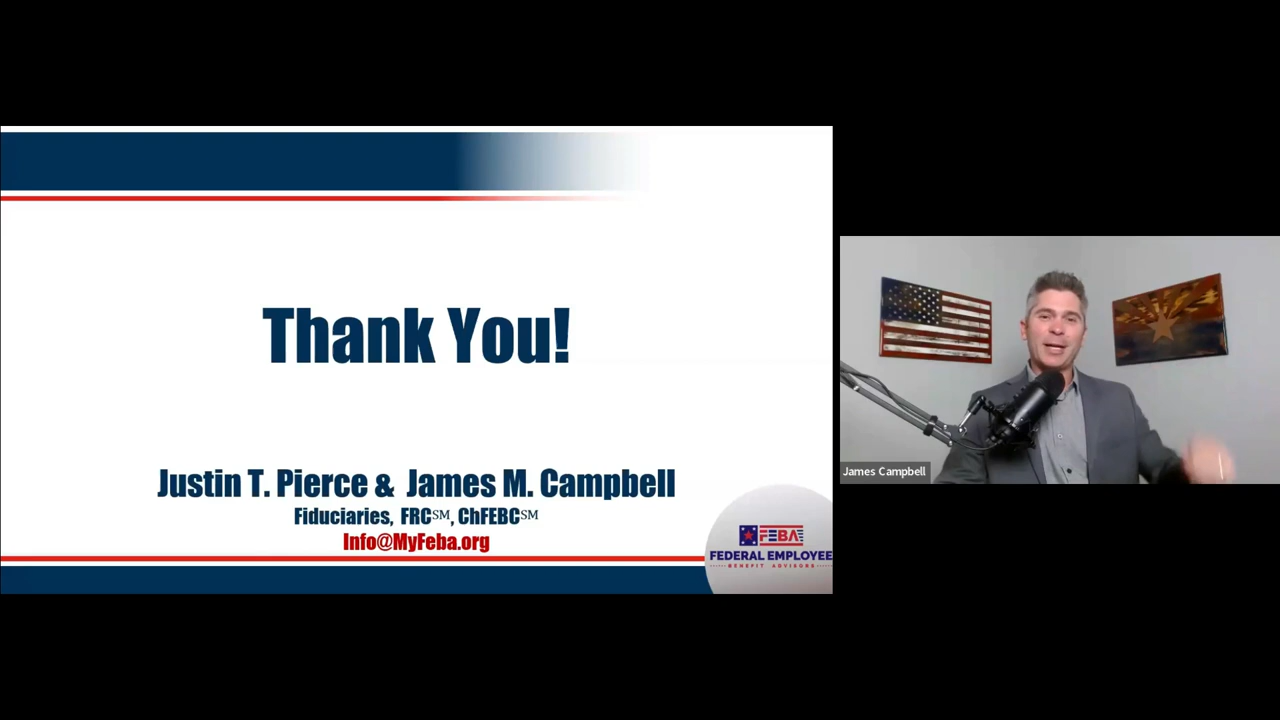 Thank You!
Justin T. Pierce & James M. Campbell
Fiduciaries, FRC℠, ChFEBC℠
Info@MyFeba.org
FEBA
FEDERAL EMPLOYEE
BENEFIT ADVISORS
James Campbell